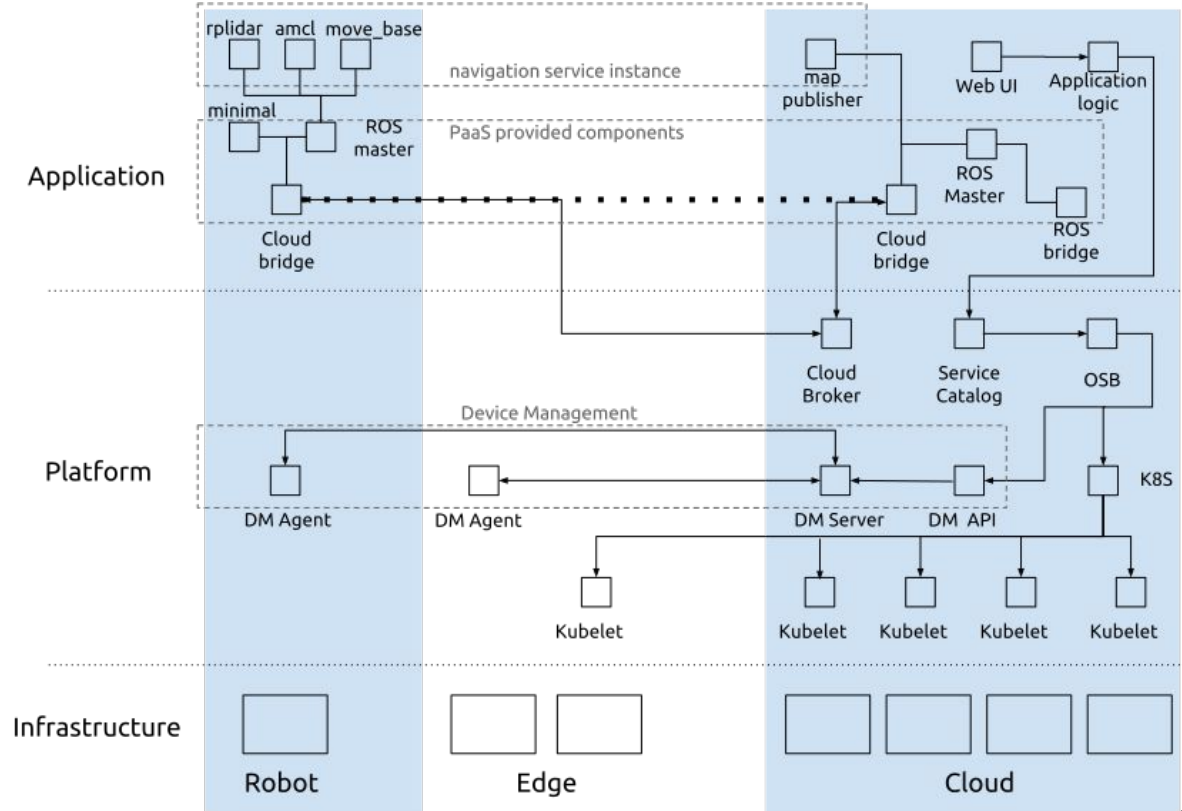 rplidar amcl move_base
navigation service instance
map
publisher
Web UI
Application
logic
minimal
ROS
master
PaaS provided components
Application
ROS
Master
Cloud
bridge
Cloud
bridge
ROS
bridge
Cloud
Broker
Service
Catalog
OSB
Device Management
Platform
K8S
DM Agent
DM Agent
DM Server
DM API
Kubelet
Kubelet
Kubelet
Kubelet
Kubelet
Infrastructure
Robot
Edge
Cloud